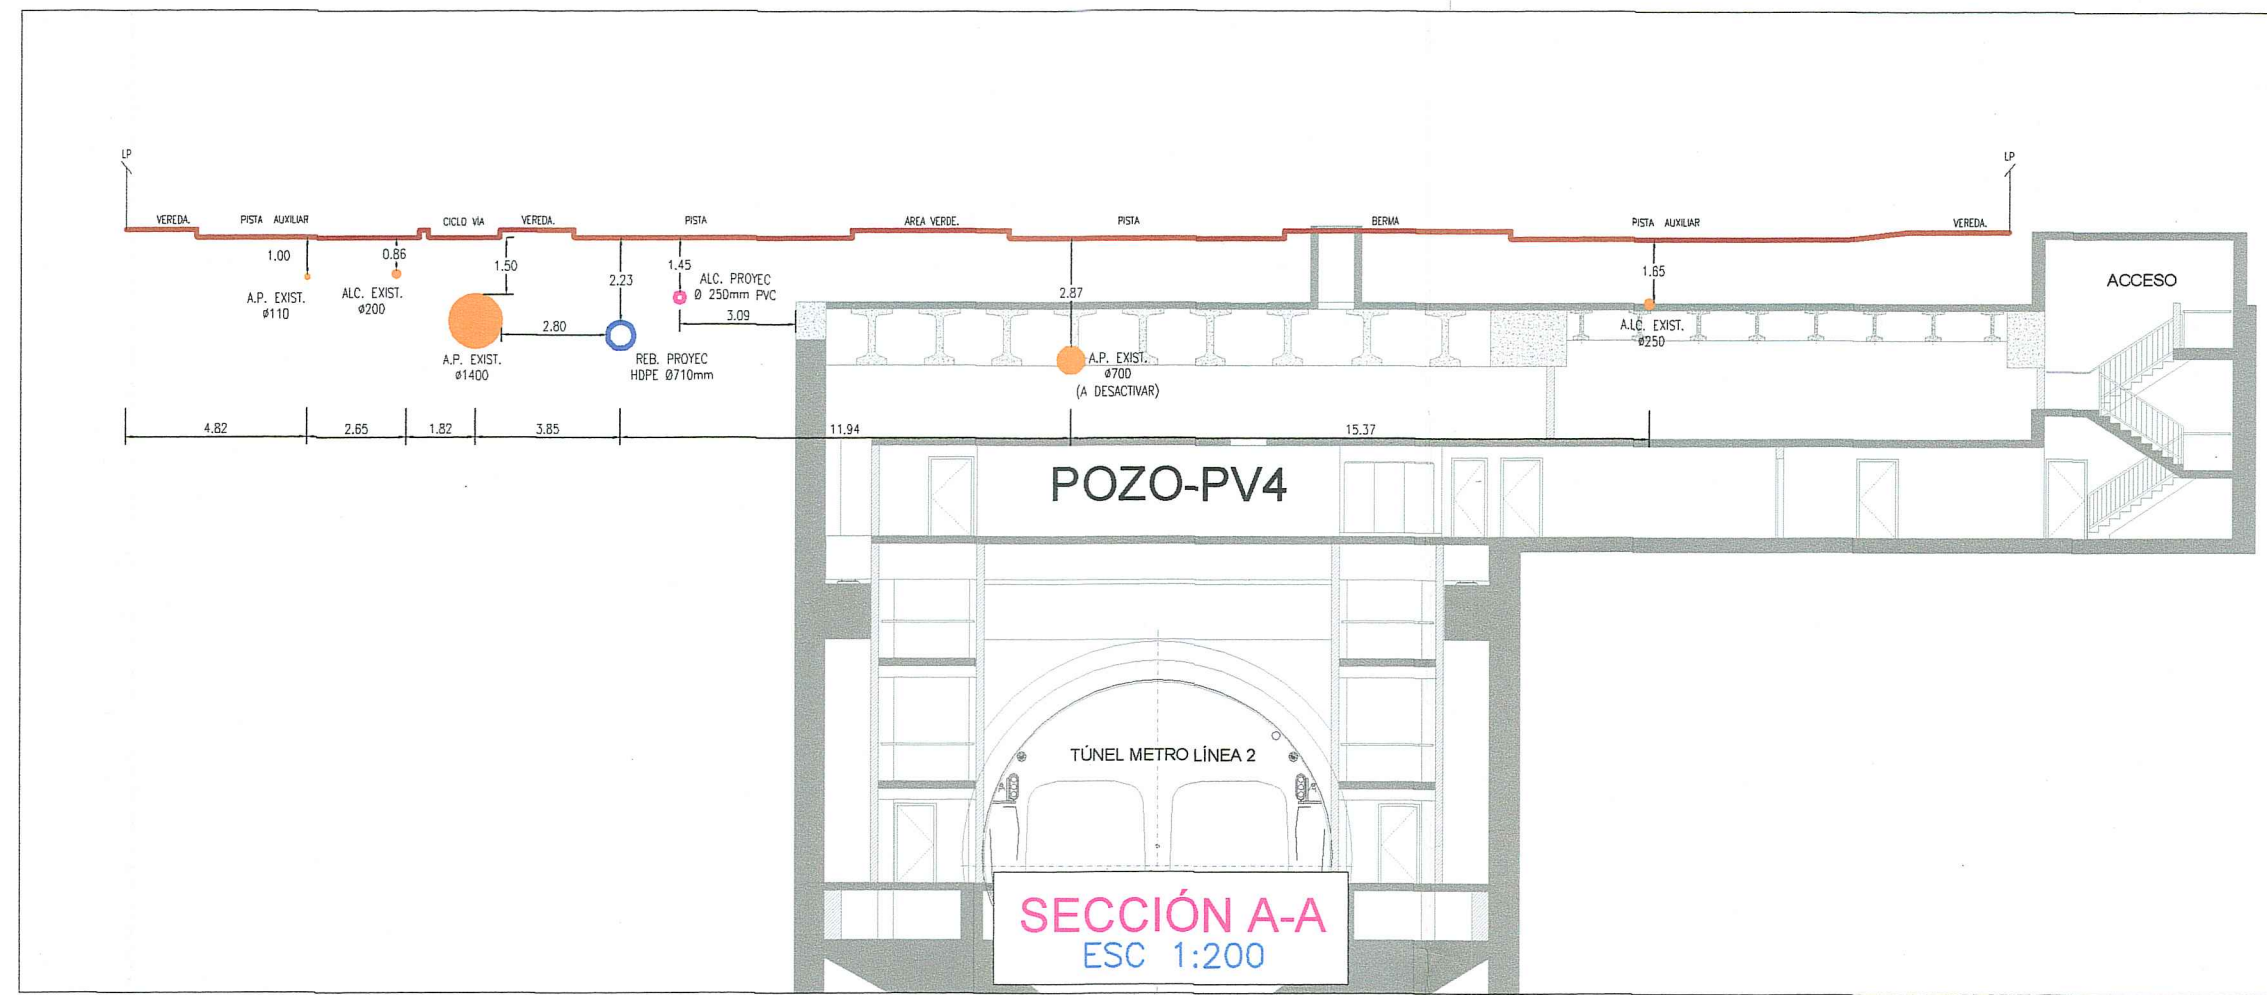 LP
LP
VEREDA.
PISTA AUXILIAR
CICLO VÍA
VEREDA.
PISTA
AREA VERDE.
PISTA
BERMA
PISTA AUXILIAR
VEREDA.
1.00
0.86
1.50
2.23
1.45
2.87
1.65
A.P. EXIST.
ø110
ALC. EXIST.
ø200
A.P. EXIST.
ø1400
2.80
REB. PROYEC
HDPE Ø710mm
ALC. PROYEC
Ø 250mm PVC
3.09
A.P. EXIST.
ø700
(A DESACTIVAR)
A.LC. EXIST.
ø250
ACCESO
4.82
2.65
1.82
3.85
11.94
15.37
POZO-PV4
TÚNEL METRO LÍNEA 2
SECCIÓN A-A
ESC 1:200